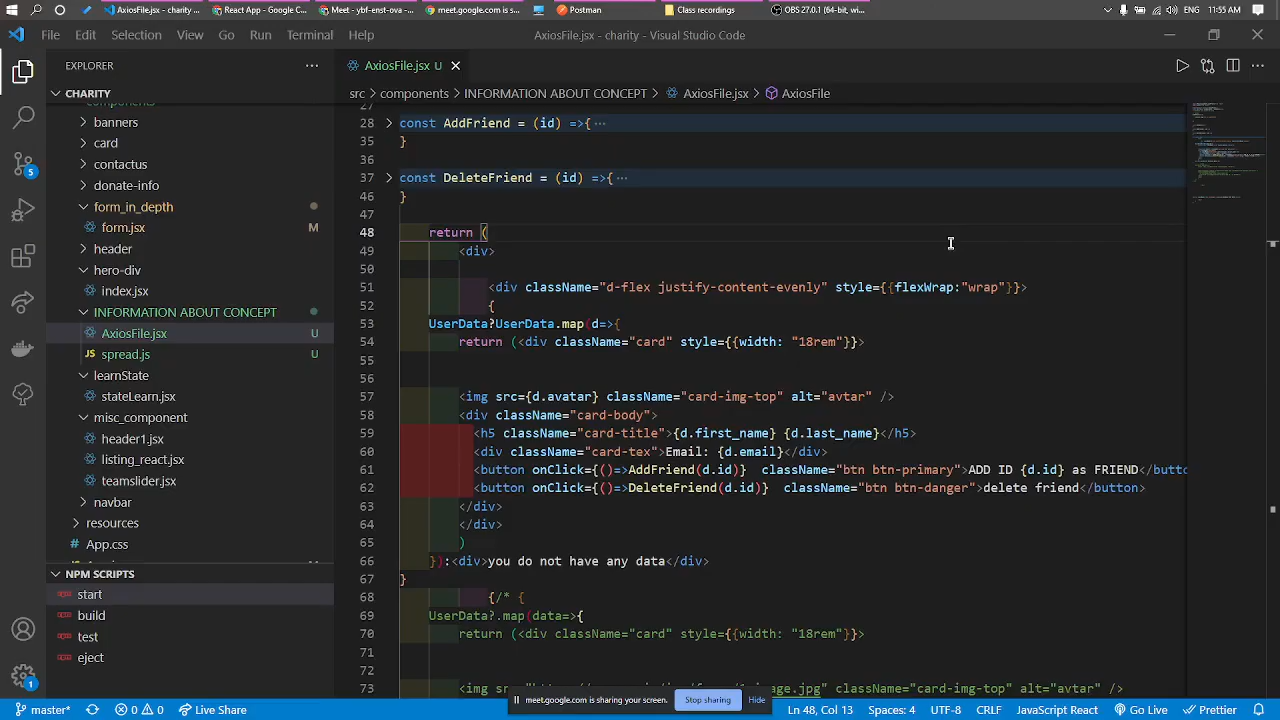 AxiosFile.jsx - charity ...
React App - Google C...
Meet - ybf-enst-ova -...
meet.google.com is s...
Postman
Class recordings
OBS 27.0.1 (64-bit, win...
ENG
11:55 AM
File Edit Selection View Go Run Terminal Help
AxiosFile.jsx - charity - Visual Studio Code
EXPLORER
AxiosFile.jsx U
CHARITY
src > components > INFORMATION ABOUT CONCEPT > AxiosFile.jsx > AxiosFile
components
banners
card
contactus
donate-info
form_in_depth
form.jsx M
header
hero-div
index.jsx
INFORMATION ABOUT CONCEPT
AxiosFile.jsx U
JS spread.js U
learnState
stateLearn.jsx
misc_component
header1.jsx
listing_react.jsx
teamslider.jsx
navbar
resources
App.css
NPM SCRIPTS
start
build
test
eject
5
1
27
28 const AddFriend = (id) =>{ ...
35 }
36
37 const DeleteFriend = (id) =>{ ...
46 }
47
48 return (
49 <div>
50
51 <div className="d-flex justify-content-evenly" style={{flexWrap:"wrap"}}>
52 {
53 UserData?UserData.map(d=>{
54 return (<div className="card" style={{width: "18rem"}}>
55
56
57 <img src={d.avatar} className="card-img-top" alt="avtar" />
58 <div className="card-body">
59 <h5 className="card-title">{d.first_name} {d.last_name}</h5>
60 <div className="card-tex">Email: {d.email}</div>
61 <button onClick={()=>AddFriend(d.id)} className="btn btn-primary">ADD ID {d.id} as FRIEND</butt
62 <button onClick={()=>DeleteFriend(d.id)} className="btn btn-danger">delete friend</button>
63 </div>
64 </div>
65 )
66 }):<div>you do not have any data</div>
67 }
68 {/* {
69 UserData?.map(data=>{
70 return (<div className="card" style={{width: "18rem"}}>
71
72
73 <img src= image.jpg" className="card-img-top" alt="avtar" />
meet.google.com is sharing your screen. Stop sharing Hide
master* 0 0 Live Share
Ln 48, Col 13 Spaces: 4 UTF-8 CRLF JavaScript React Go Live Prettier